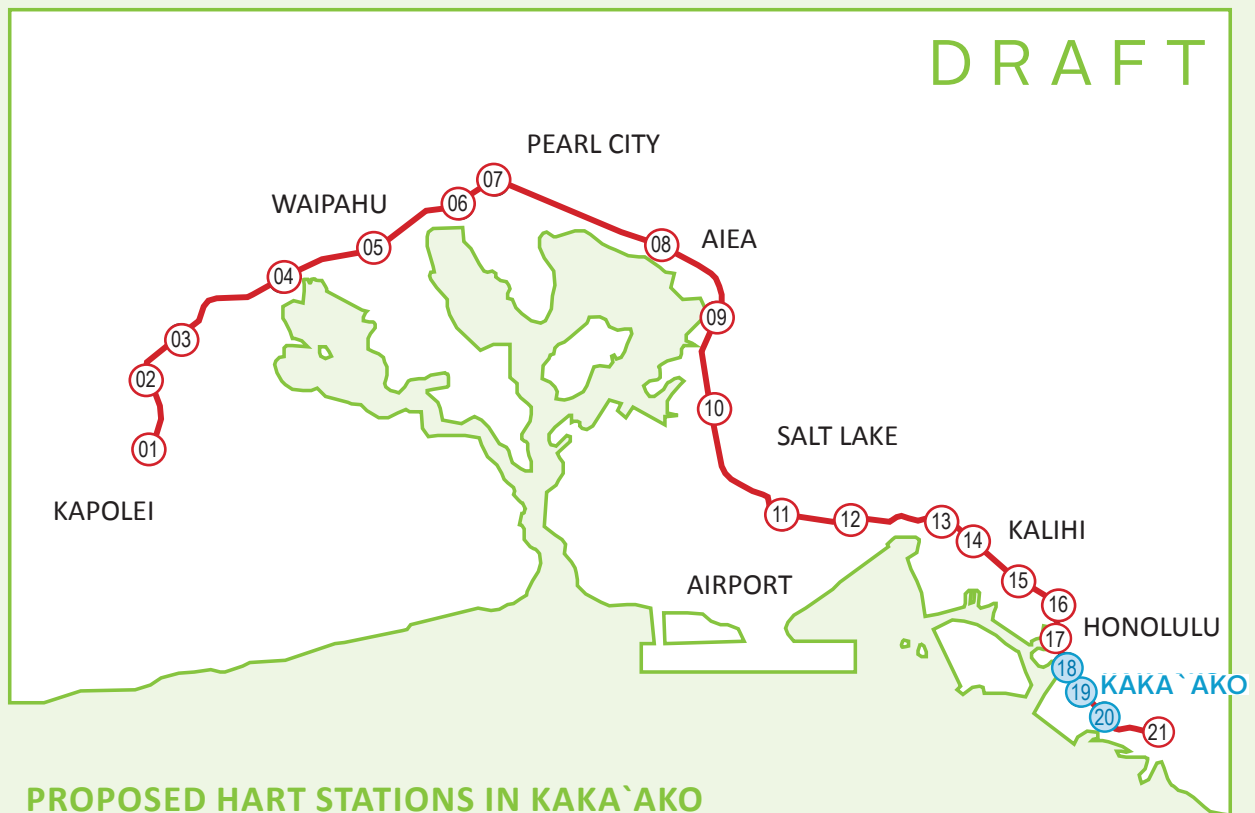 DRAFT
PEARL CITY
07
WAIPAHU
06
05
08
AIEA
04
09
03
02
10
01
SALT LAKE
KAPOLEI
11
12
13
KALIHI
14
15
AIRPORT
16
HONOLULU
17
18
19
KAKA`AKO
20
21
PROPOSED HART STATIONS IN KAKA`AKO